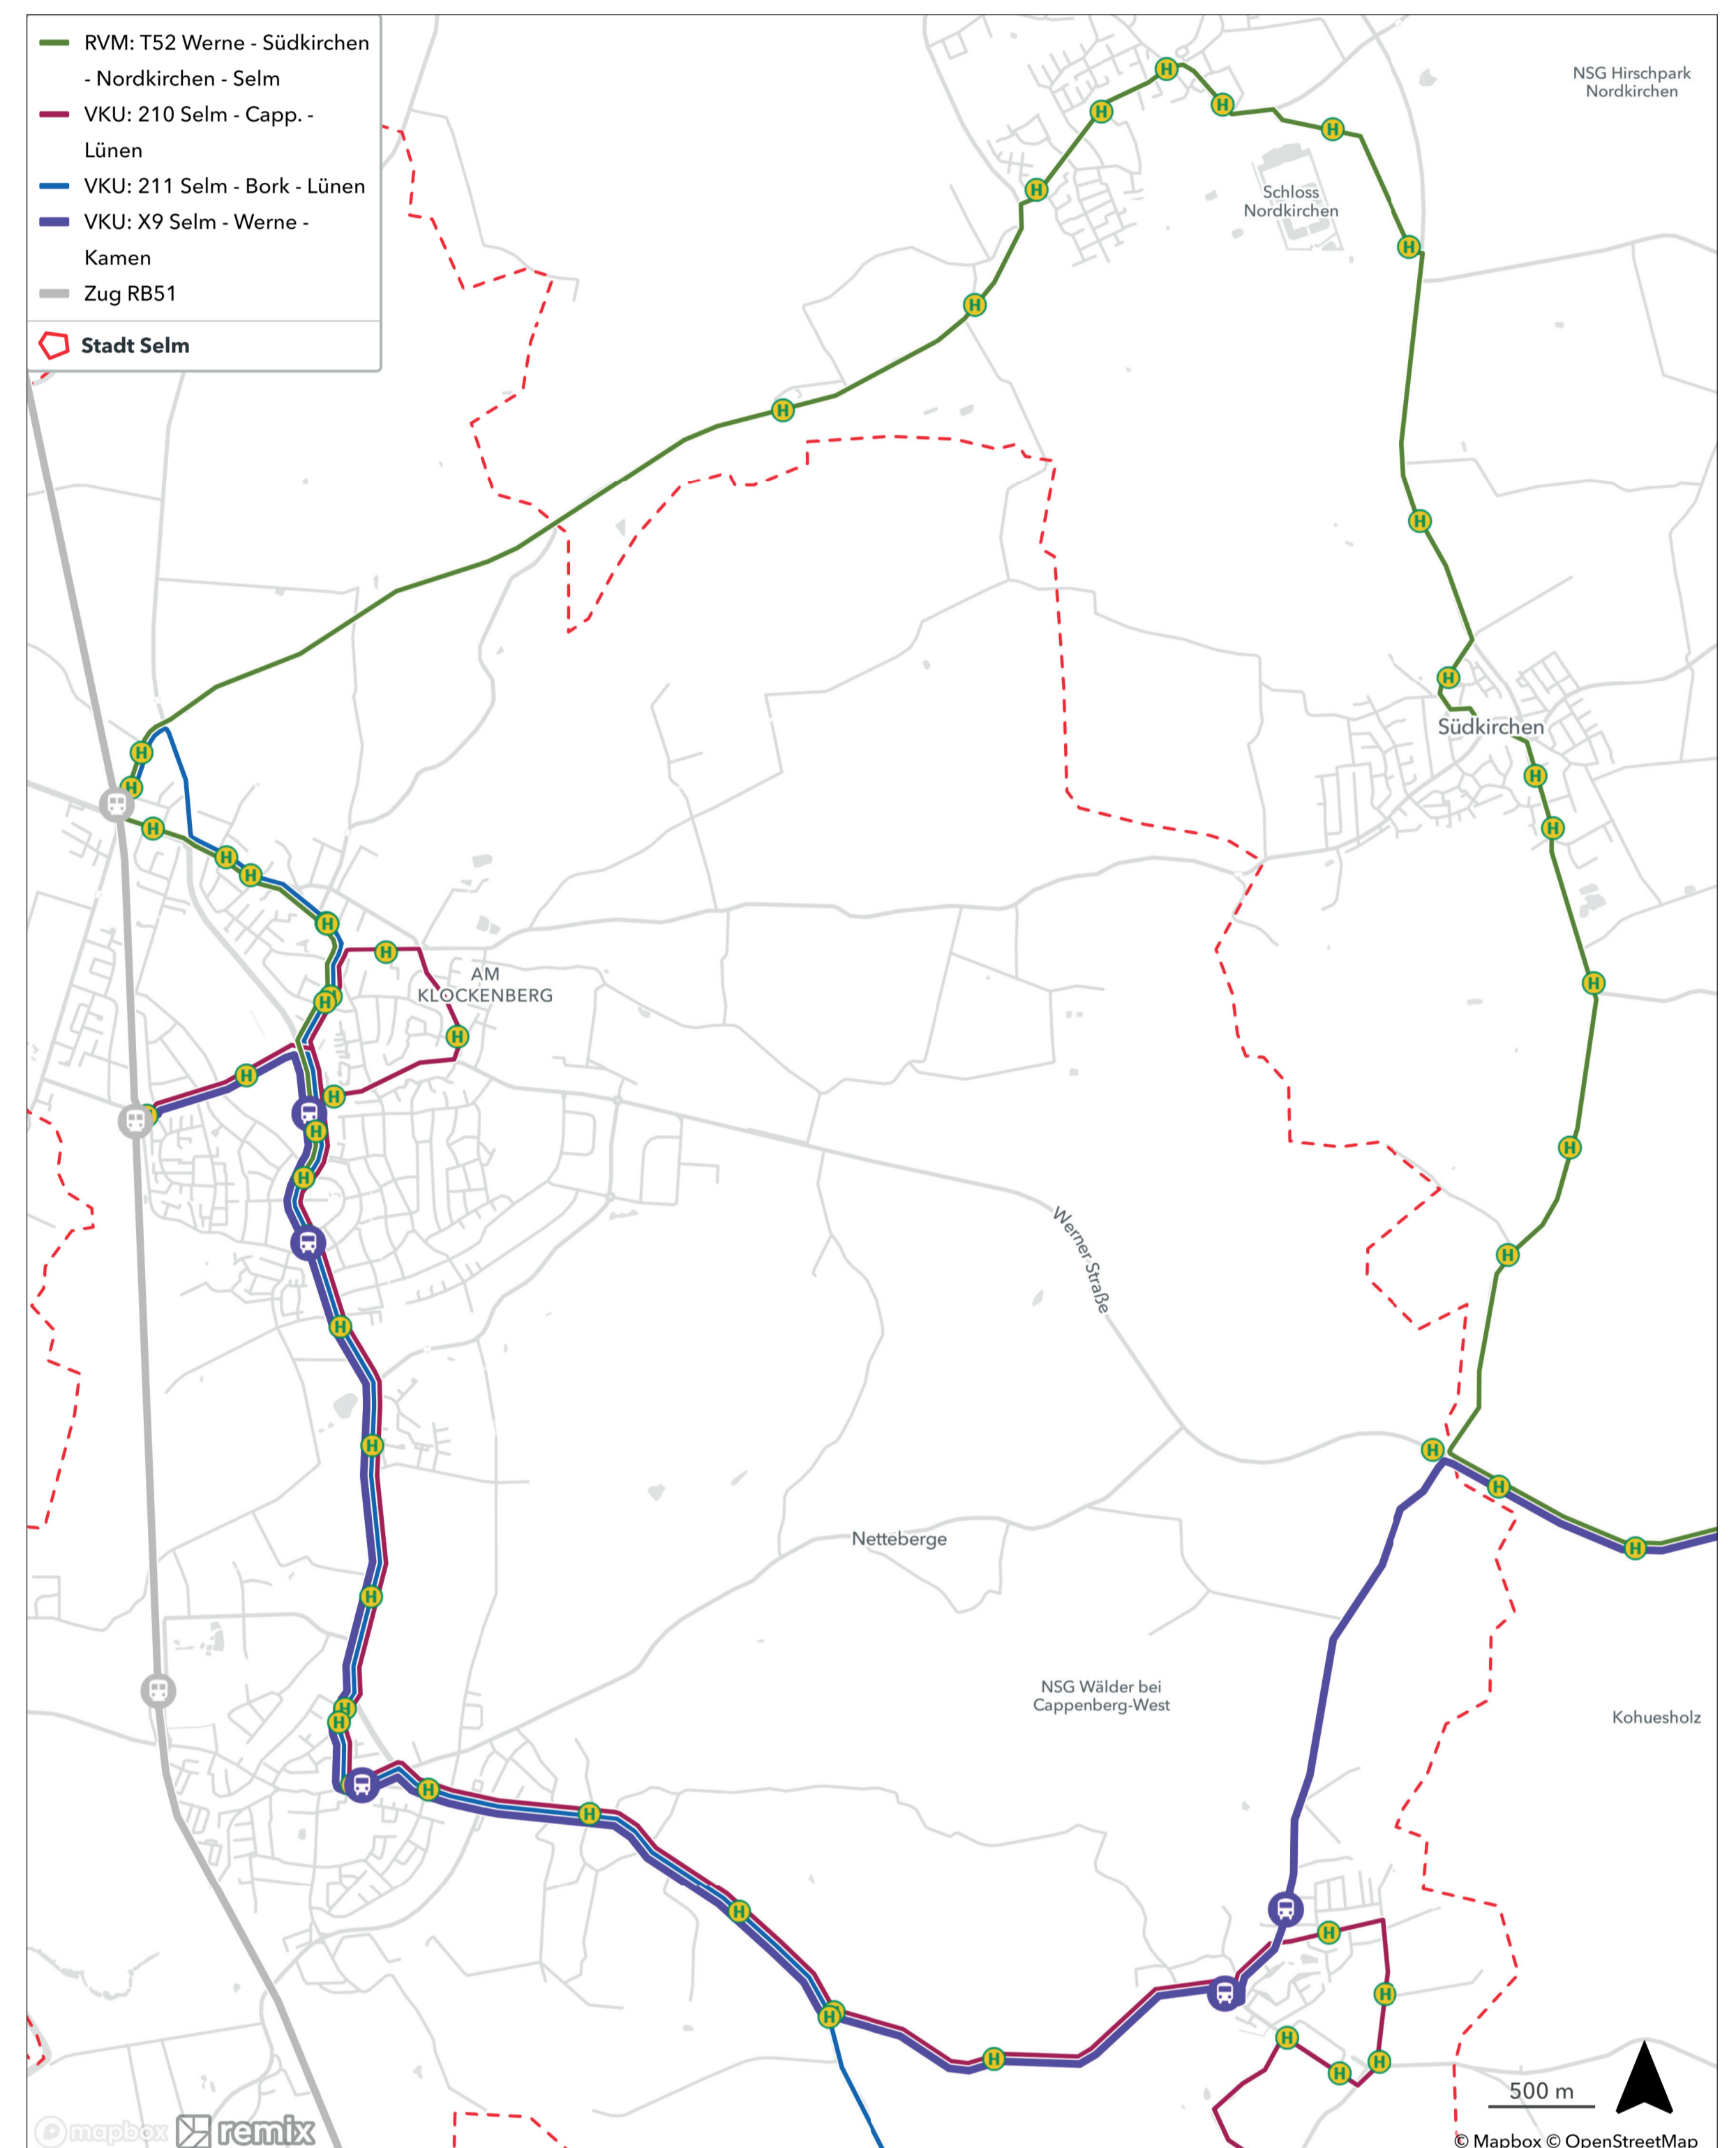 RVM: T52 Werne - Südkirchen
- Nordkirchen - Selm
VKU: 210 Selm - Capp. -
Lünen
VKU: 211 Selm - Bork - Lünen
VKU: X9 Selm - Werne -
Kamen
Zug RB51
Stadt Selm
NSG Hirschpark
Nordkirchen
Schloss
Nordkirchen
Südkirchen
AM
KLOCKENBERG
Werner Straße
Netteberge
NSG Wälder bei
Cappenberg-West
Kohuesholz
500 m
mapbox
remix
© Mapbox © OpenStreetMap